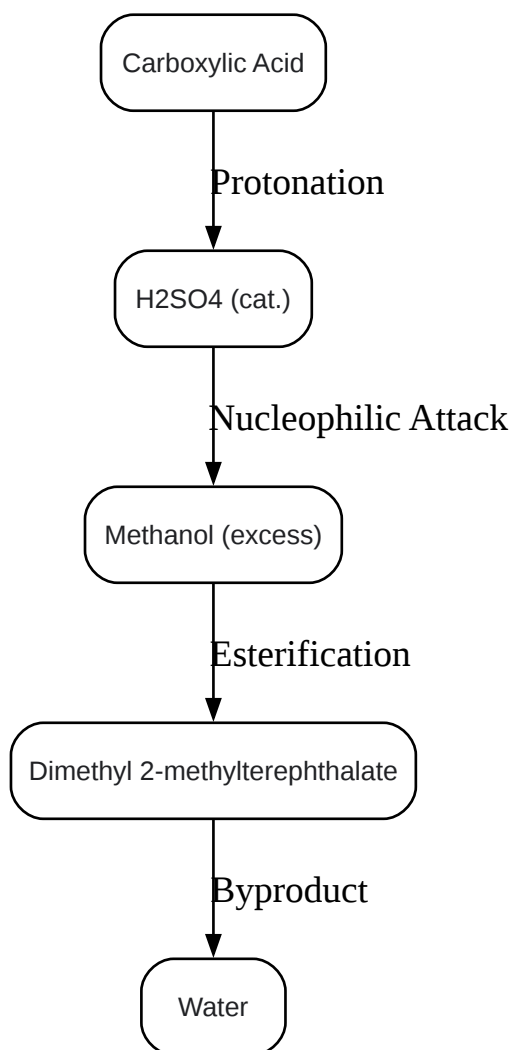 Carboxylic Acid
Protonation
H2SO4 (cat.)
Nucleophilic Attack
Methanol (excess)
Esterification
Dimethyl 2-methylterephthalate
Byproduct
Water